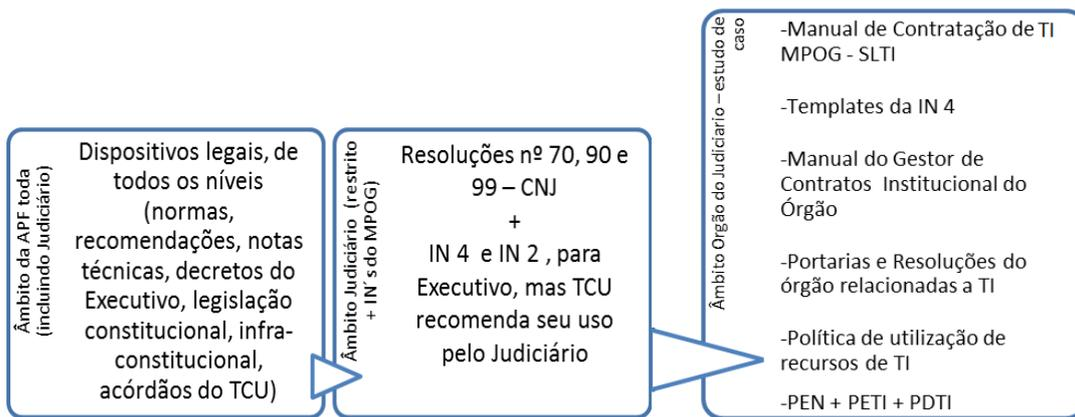 Âmbito da APF toda
(incluindo Judiciário)
Dispositivos legais, de
todos os níveis
(normas,
recomendações, notas
técnicas, decretos do
Executivo, legislação
constitucional, infra-
constitucional,
acórdãos do TCU)
Âmbito Judiciário (restrito
+ IN´s do MPOG)
Resoluções nº 70, 90 e
99 – CNJ
+
IN 4 e IN 2 , para
Executivo, mas TCU
recomenda seu uso
pelo Judiciário
Âmbito Orgão do Judiciario – estudo de
caso
-Manual de Contratação de TI
MPOG - SLTI
-Templates da IN 4
-Manual do Gestor de
Contratos Institucional do
Órgão
-Portarias e Resoluções do
órgão relacionadas a TI
-Política de utilização de
recursos de TI
-PEN + PETI + PDTI